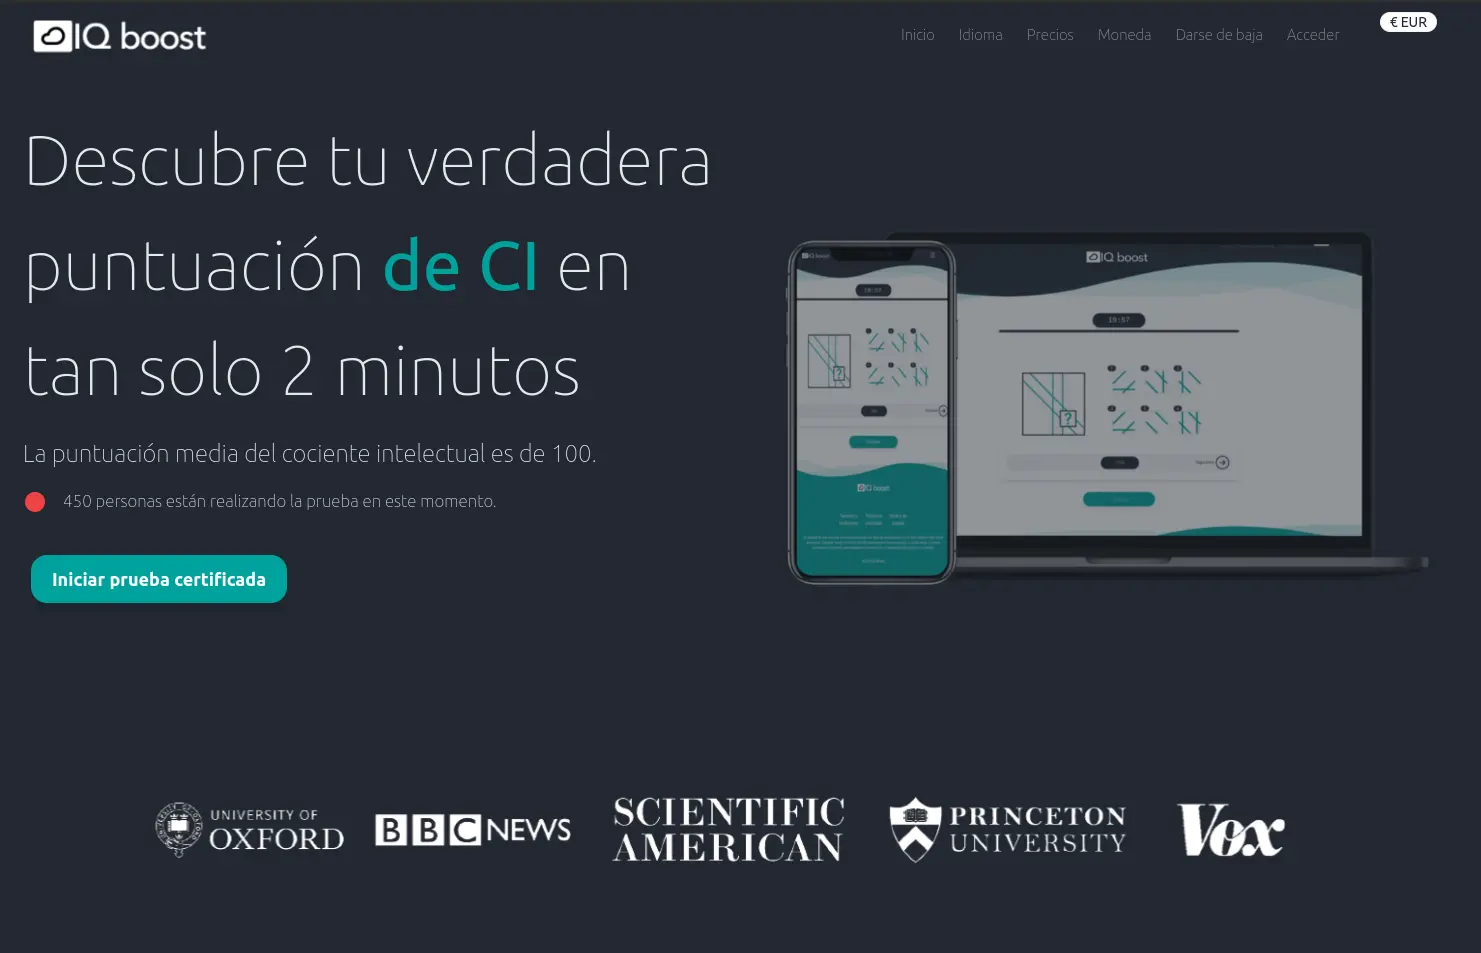 IQ boost
Inicio
Idioma
Precios
Moneda
Darse de baja
Acceder
€ EUR
Descubre tu verdadera
puntuación de CI en
tan solo 2 minutos
La puntuación media del cociente intelectual es de 100.
450 personas están realizando la prueba en este momento.
Iniciar prueba certificada
IQ boost
19:57
?
IQ boost
IQ boost
19:57
?
UNIVERSITY OF
OXFORD
BBC NEWS
SCIENTIFIC
AMERICAN
PRINCETON
UNIVERSITY
Vox